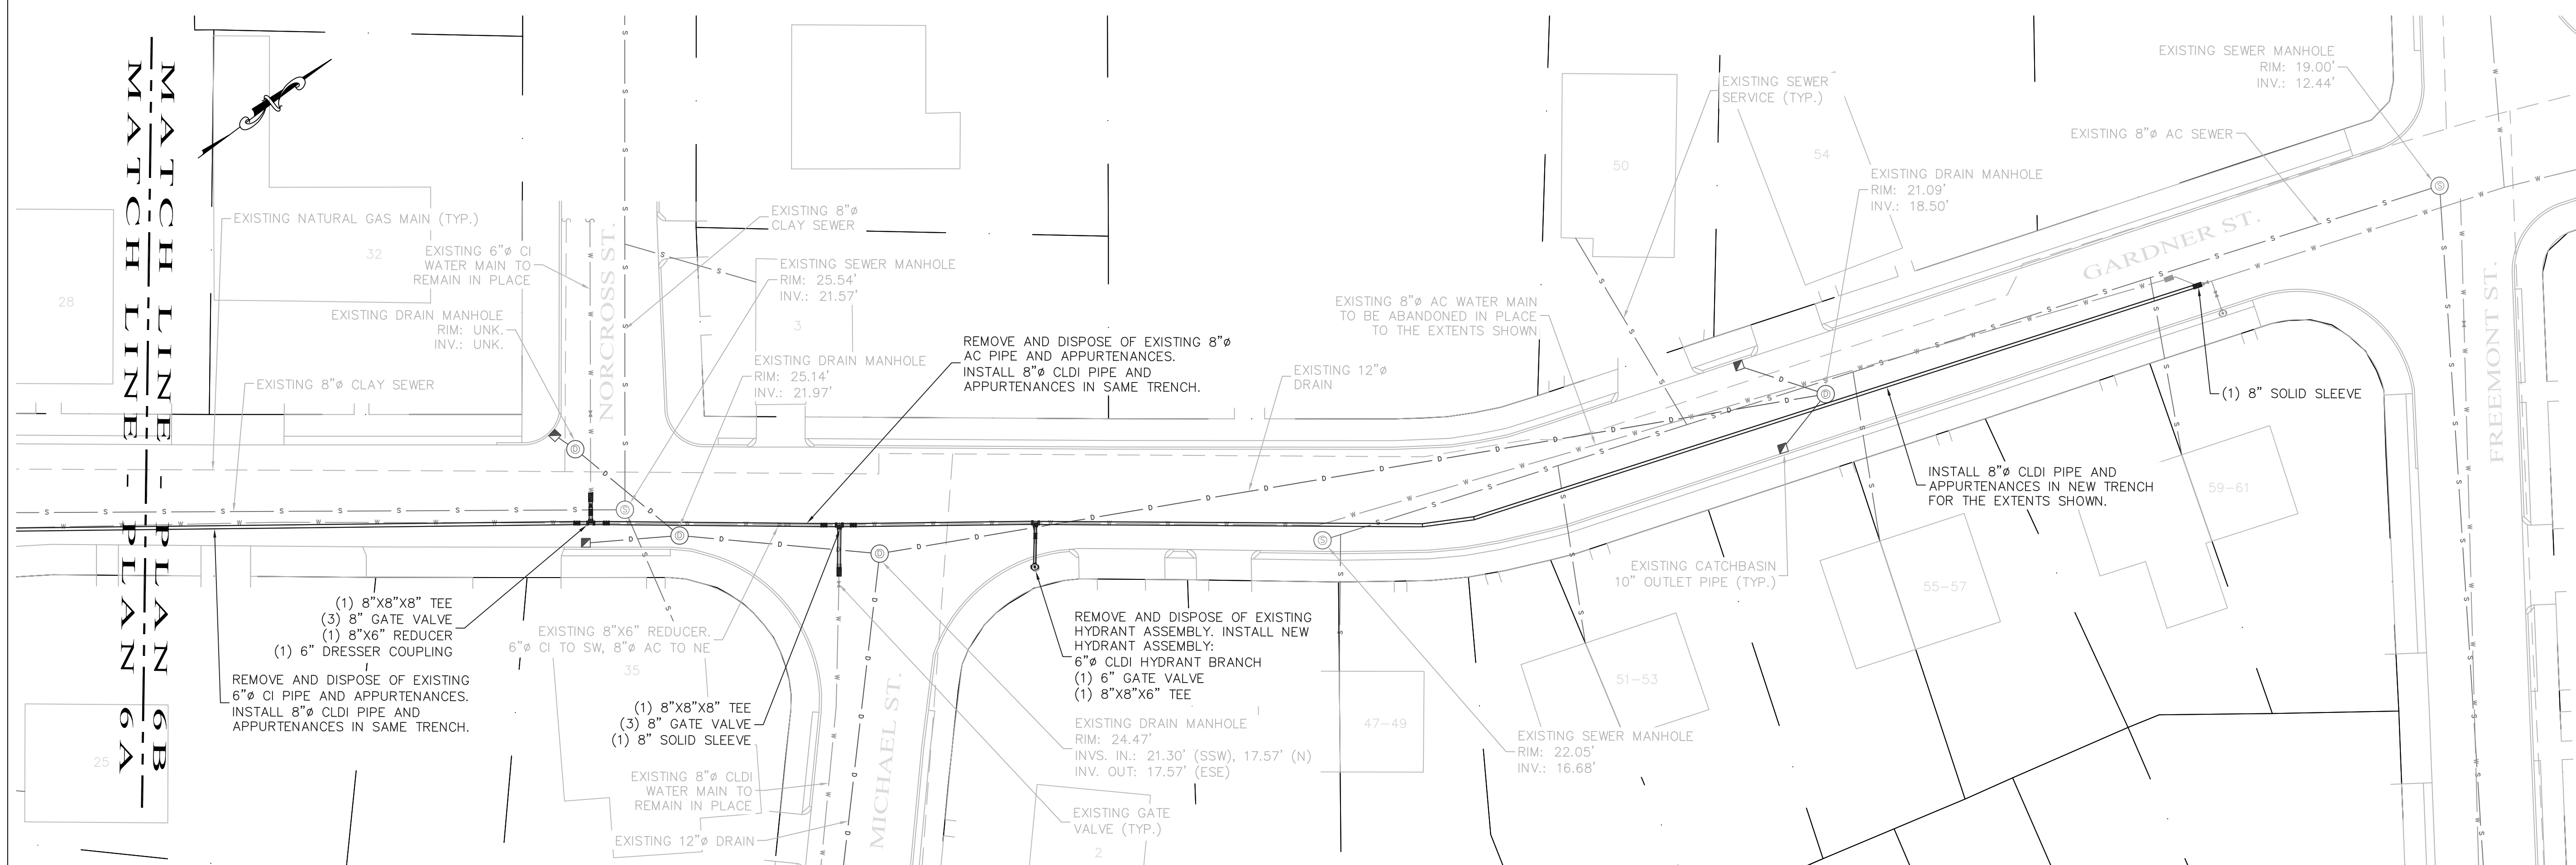 MATCH LINE - PLAN 6B
MATCH LINE - PLAN 6A
EXISTING NATURAL GAS MAIN (TYP.)
28
32
EXISTING 6"ø CI
WATER MAIN TO
REMAIN IN PLACE
EXISTING DRAIN MANHOLE
RIM: UNK.
INV.: UNK.
EXISTING 8"ø CLAY SEWER
NORCROSS ST.
EXISTING 8"ø
CLAY SEWER
EXISTING SEWER MANHOLE
RIM: 25.54'
INV.: 21.57'
3
EXISTING DRAIN MANHOLE
RIM: 25.14'
INV.: 21.97'
REMOVE AND DISPOSE OF EXISTING 8"ø
AC PIPE AND APPURTENANCES.
INSTALL 8"ø CLDI PIPE AND
APPURTENANCES IN SAME TRENCH.
EXISTING 12"ø
DRAIN
EXISTING 8"ø AC WATER MAIN
TO BE ABANDONED IN PLACE
TO THE EXTENTS SHOWN
50
EXISTING SEWER
SERVICE (TYP.)
54
EXISTING DRAIN MANHOLE
RIM: 21.09'
INV.: 18.50'
EXISTING SEWER MANHOLE
RIM: 19.00'
INV.: 12.44'
EXISTING 8"ø AC SEWER
GARDNER ST.
FREEMONT ST.
(1) 8" SOLID SLEEVE
INSTALL 8"ø CLDI PIPE AND
APPURTENANCES IN NEW TRENCH
FOR THE EXTENTS SHOWN.
59-61
55-57
EXISTING CATCHBASIN
10" OUTLET PIPE (TYP.)
51-53
EXISTING SEWER MANHOLE
RIM: 22.05'
INV.: 16.68'
47-49
REMOVE AND DISPOSE OF EXISTING
HYDRANT ASSEMBLY. INSTALL NEW
HYDRANT ASSEMBLY:
6"ø CLDI HYDRANT BRANCH
(1) 6" GATE VALVE
(1) 8"X8"X6" TEE
EXISTING DRAIN MANHOLE
RIM: 24.47'
INVS. IN.: 21.30' (SSW), 17.57' (N)
INV. OUT: 17.57' (ESE)
EXISTING GATE
VALVE (TYP.)
2
MICHAEL ST.
(1) 8"X8"X8" TEE
(3) 8" GATE VALVE
(1) 8"X6" REDUCER
(1) 6" DRESSER COUPLING
REMOVE AND DISPOSE OF EXISTING
6"ø CI PIPE AND APPURTENANCES.
INSTALL 8"ø CLDI PIPE AND
APPURTENANCES IN SAME TRENCH.
EXISTING 8"X6" REDUCER.
6"ø CI TO SW, 8"ø AC TO NE
35
(1) 8"X8"X8" TEE
(3) 8" GATE VALVE
(1) 8" SOLID SLEEVE
EXISTING 8"ø CLDI
WATER MAIN TO
REMAIN IN PLACE
EXISTING 12"ø DRAIN
25